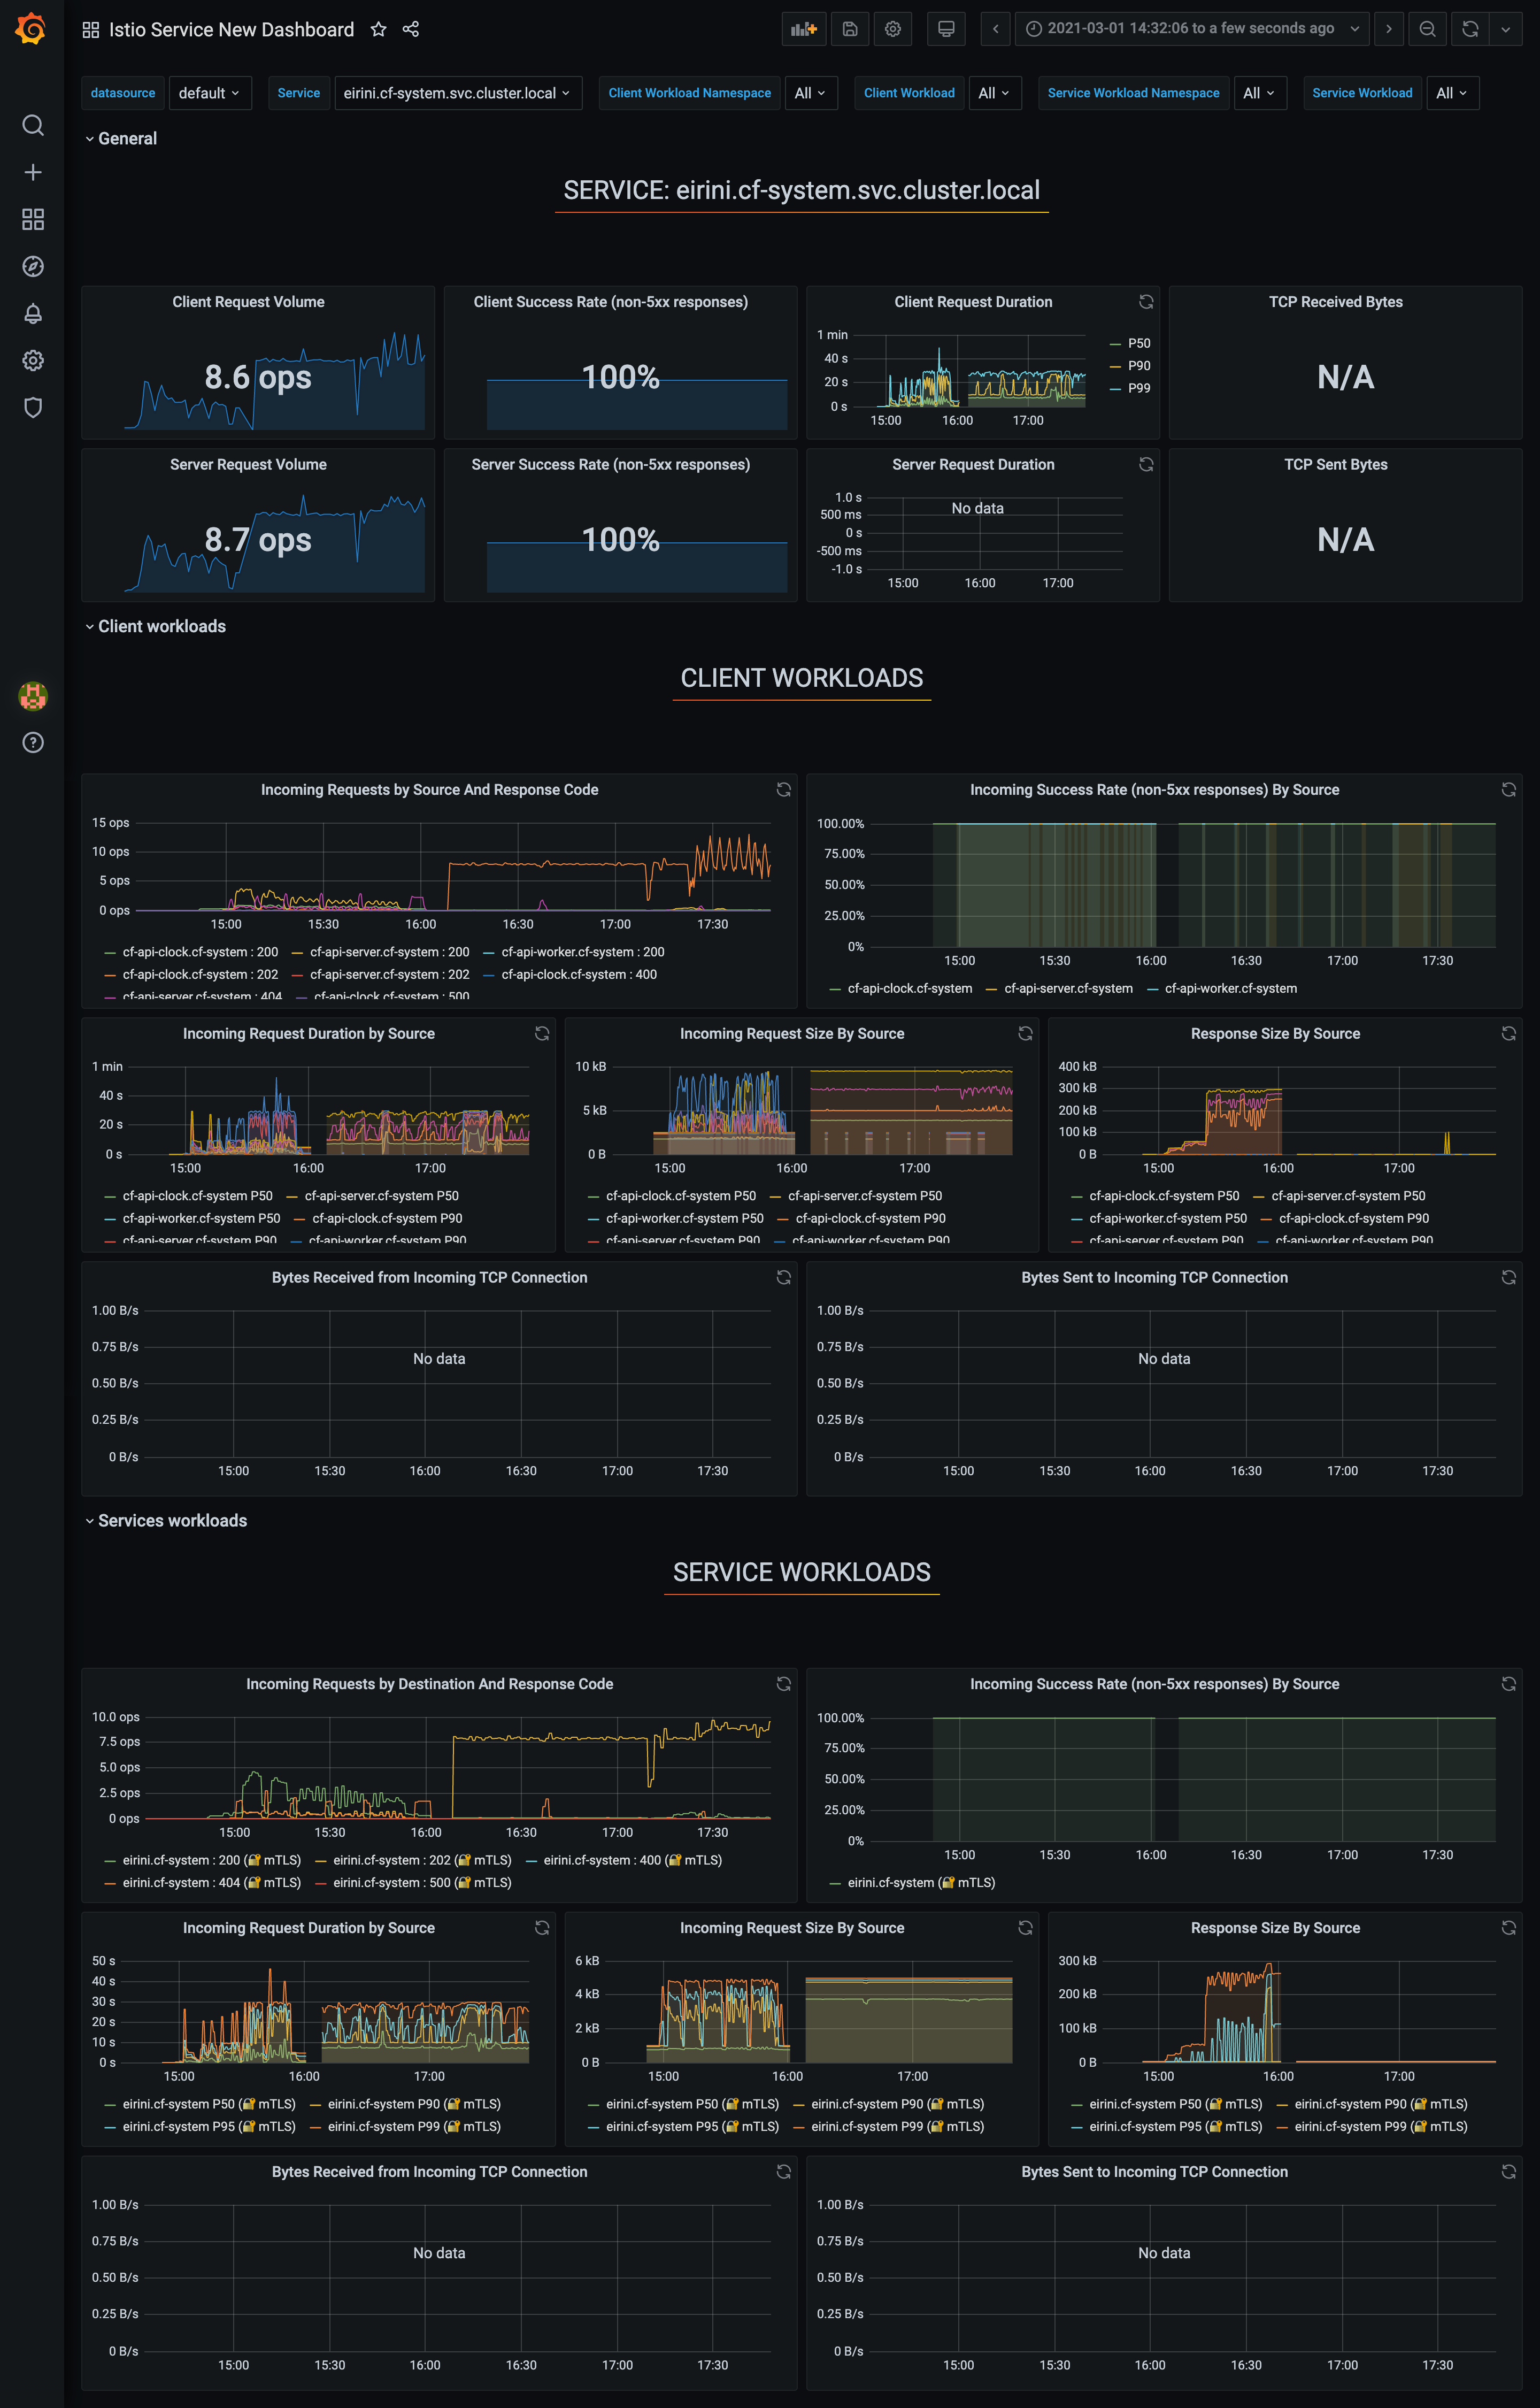 Istio Service New Dashboard
2021-03-01 14:32:06 to a few seconds ago
datasource default Service eirini.cf-system.svc.cluster.local Client Workload Namespace All Client Workload All Service Workload Namespace All Service Workload All
General
SERVICE: eirini.cf-system.svc.cluster.local
Client Request Volume
8.6 ops
Client Success Rate (non-5xx responses)
100%
Client Request Duration
1 min
40 s
20 s
0 s
15:00 16:00 17:00
P50
P90
P99
TCP Received Bytes
N/A
Server Request Volume
8.7 ops
Server Success Rate (non-5xx responses)
100%
Server Request Duration
1.0 s
500 ms
0 s
-500 ms
-1.0 s
No data
15:00 16:00 17:00
TCP Sent Bytes
N/A
Client workloads
CLIENT WORKLOADS
Incoming Requests by Source And Response Code
15 ops
10 ops
5 ops
0 ops
15:00 15:30 16:00 16:30 17:00 17:30
cf-api-clock.cf-system : 200 cf-api-server.cf-system : 200 cf-api-worker.cf-system : 200
cf-api-clock.cf-system : 202 cf-api-server.cf-system : 202 cf-api-clock.cf-system : 400
cf-api-server.cf-system : 404 cf-api-clock.cf-system : 500
Incoming Success Rate (non-5xx responses) By Source
100.00%
75.00%
50.00%
25.00%
0%
15:00 15:30 16:00 16:30 17:00 17:30
cf-api-clock.cf-system cf-api-server.cf-system cf-api-worker.cf-system
Incoming Request Duration by Source
1 min
40 s
20 s
0 s
15:00 16:00 17:00
cf-api-clock.cf-system P50 cf-api-server.cf-system P50
cf-api-worker.cf-system P50 cf-api-clock.cf-system P90
cf-api-server.cf-system P90 cf-api-worker.cf-system P90
Incoming Request Size By Source
10 kB
5 kB
0 B
15:00 16:00 17:00
cf-api-clock.cf-system P50 cf-api-server.cf-system P50
cf-api-worker.cf-system P50 cf-api-clock.cf-system P90
cf-api-server.cf-system P90 cf-api-worker.cf-system P90
Response Size By Source
400 kB
300 kB
200 kB
100 kB
0 B
15:00 16:00 17:00
cf-api-clock.cf-system P50 cf-api-server.cf-system P50
cf-api-worker.cf-system P50 cf-api-clock.cf-system P90
cf-api-server.cf-system P90 cf-api-worker.cf-system P90
Bytes Received from Incoming TCP Connection
1.00 B/s
0.75 B/s
No data
0.50 B/s
0.25 B/s
0 B/s
15:00 15:30 16:00 16:30 17:00 17:30
Bytes Sent to Incoming TCP Connection
1.00 B/s
0.75 B/s
No data
0.50 B/s
0.25 B/s
0 B/s
15:00 15:30 16:00 16:30 17:00 17:30
Services workloads
SERVICE WORKLOADS
Incoming Requests by Destination And Response Code
10.0 ops
7.5 ops
5.0 ops
2.5 ops
0 ops
15:00 15:30 16:00 16:30 17:00 17:30
eirini.cf-system : 200 (🔐 mTLS) eirini.cf-system : 202 (🔐 mTLS) eirini.cf-system : 400 (🔐 mTLS)
eirini.cf-system : 404 (🔐 mTLS) eirini.cf-system : 500 (🔐 mTLS)
Incoming Success Rate (non-5xx responses) By Source
100.00%
75.00%
50.00%
25.00%
0%
15:00 15:30 16:00 16:30 17:00 17:30
eirini.cf-system (🔐 mTLS)
Incoming Request Duration by Source
50 s
40 s
30 s
20 s
10 s
0 s
15:00 16:00 17:00
eirini.cf-system P50 (🔐 mTLS) eirini.cf-system P90 (🔐 mTLS)
eirini.cf-system P95 (🔐 mTLS) eirini.cf-system P99 (🔐 mTLS)
Incoming Request Size By Source
6 kB
4 kB
2 kB
0 B
15:00 16:00 17:00
eirini.cf-system P50 (🔐 mTLS) eirini.cf-system P90 (🔐 mTLS)
eirini.cf-system P95 (🔐 mTLS) eirini.cf-system P99 (🔐 mTLS)
Response Size By Source
300 kB
200 kB
100 kB
0 B
15:00 16:00 17:00
eirini.cf-system P50 (🔐 mTLS) eirini.cf-system P90 (🔐 mTLS)
eirini.cf-system P95 (🔐 mTLS) eirini.cf-system P99 (🔐 mTLS)
Bytes Received from Incoming TCP Connection
1.00 B/s
0.75 B/s
No data
0.50 B/s
0.25 B/s
0 B/s
15:00 15:30 16:00 16:30 17:00 17:30
Bytes Sent to Incoming TCP Connection
1.00 B/s
0.75 B/s
No data
0.50 B/s
0.25 B/s
0 B/s
15:00 15:30 16:00 16:30 17:00 17:30